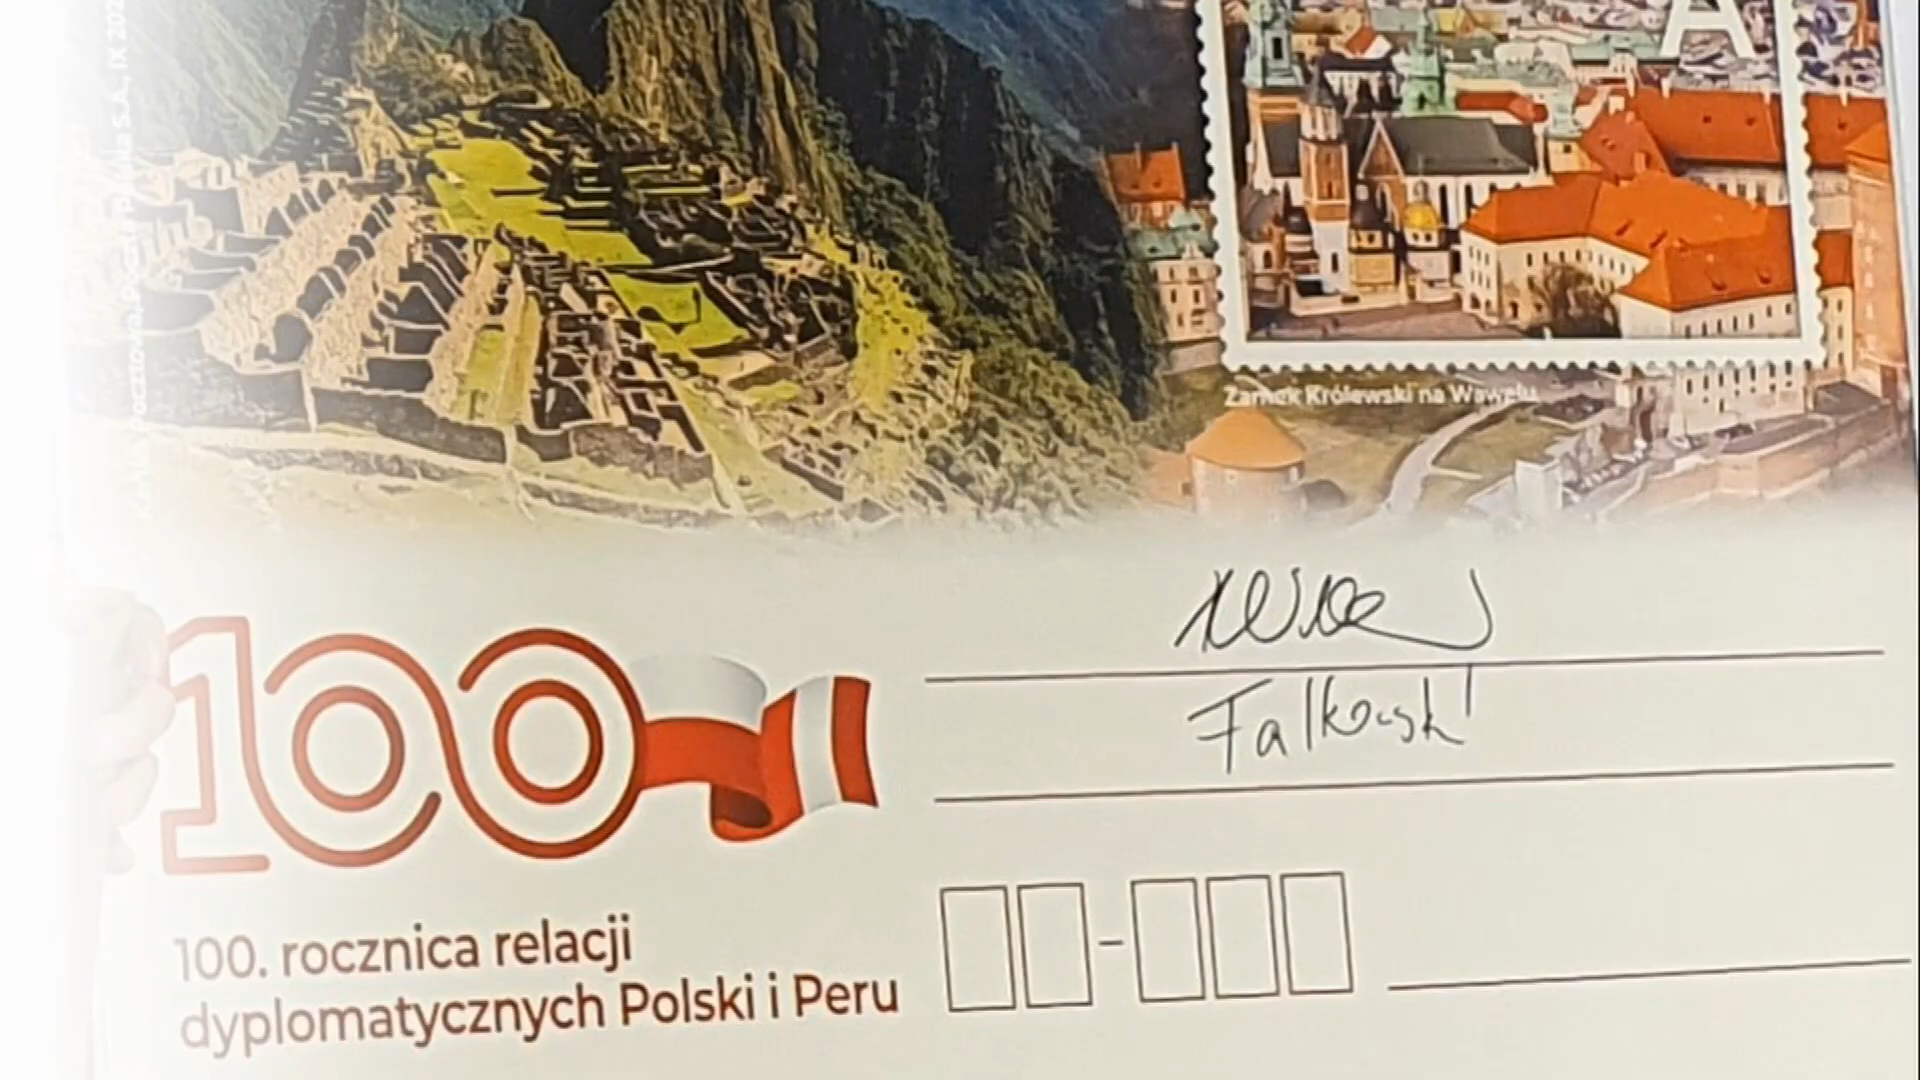 A
Zamek Królewski na Wawelu
Falkowski
100
100. rocznica relacji
dyplomatycznych Polski i Peru